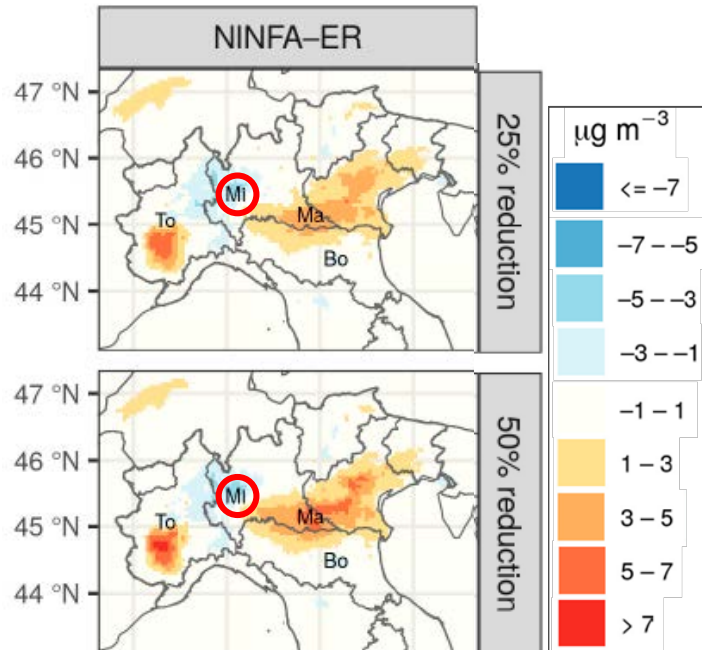 NINFA–ER
47 °N
46 °N
45 °N
44 °N
Mi
To
Ma
Bo
25% reduction
47 °N
46 °N
45 °N
44 °N
Mi
To
Ma
Bo
50% reduction
μg m⁻³
<= −7
−7 – −5
−5 – −3
−3 – −1
−1 – 1
1 – 3
3 – 5
5 – 7
> 7